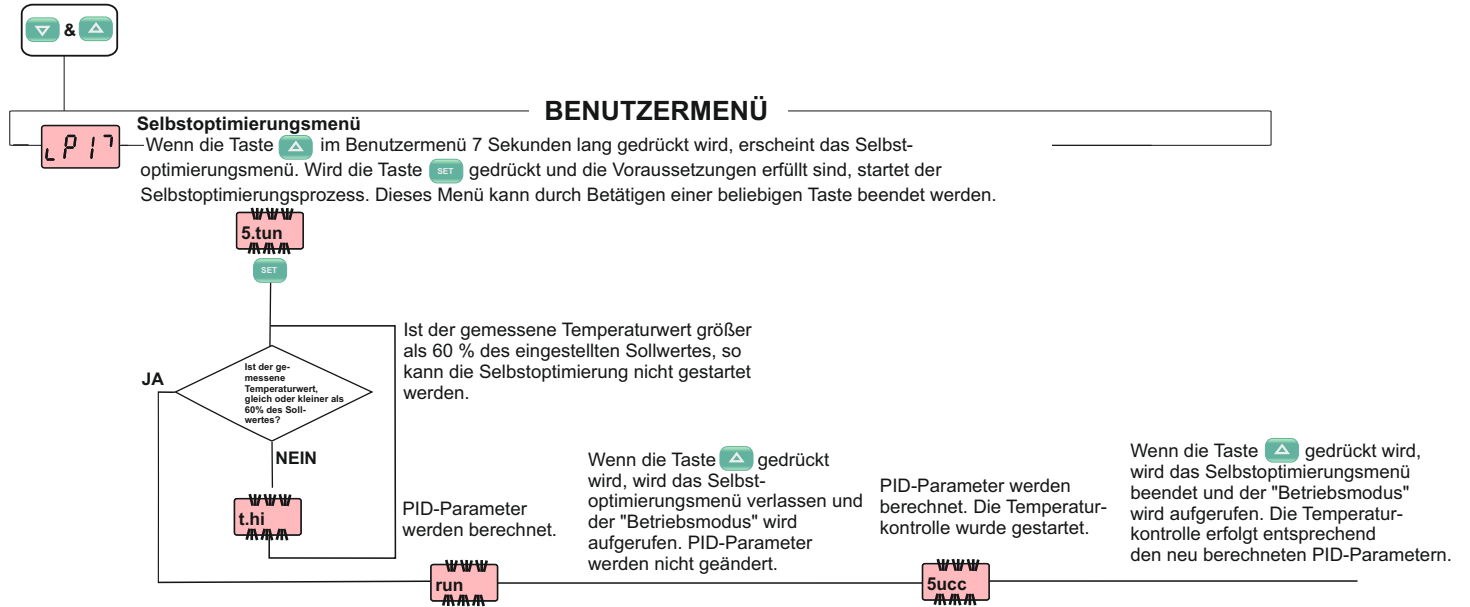 &
BENUTZERMENÜ
LPI7
Selbstoptimierungsmenü
Wenn die Taste im Benutzermenü 7 Sekunden lang gedrückt wird, erscheint das Selbst-
optimierungsmenü. Wird die Taste SET gedrückt und die Voraussetzungen erfüllt sind, startet der
Selbstoptimierungsprozess. Dieses Menü kann durch Betätigen einer beliebigen Taste beendet werden.
5.tun
SET
Ist der gemessene Temperaturwert größer
als 60 % des eingestellten Sollwertes, so
kann die Selbstoptimierung nicht gestartet
werden.
JA
Ist der ge-
messene
Temperaturwert,
gleich oder kleiner als
60% des Soll-
wertes?
NEIN
t.hi
PID-Parameter
werden berechnet.
run
Wenn die Taste gedrückt
wird, wird das Selbst-
optimierungsmenü verlassen und
der "Betriebsmodus" wird
aufgerufen. PID-Parameter
werden nicht geändert.
PID-Parameter werden
berechnet. Die Temperatur-
kontrolle wurde gestartet.
5ucc
Wenn die Taste gedrückt wird,
wird das Selbstoptimierungsmenü
beendet und der "Betriebsmodus"
wird aufgerufen. Die Temperatur-
kontrolle erfolgt entsprechend
den neu berechneten PID-Parametern.